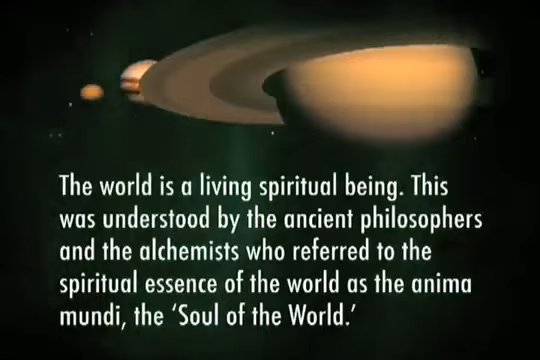 The world is a living spiritual being. This
was understood by the ancient philosophers
and the alchemists who referred to the
spiritual essence of the world as the anima
mundi, the ‘Soul of the World.’